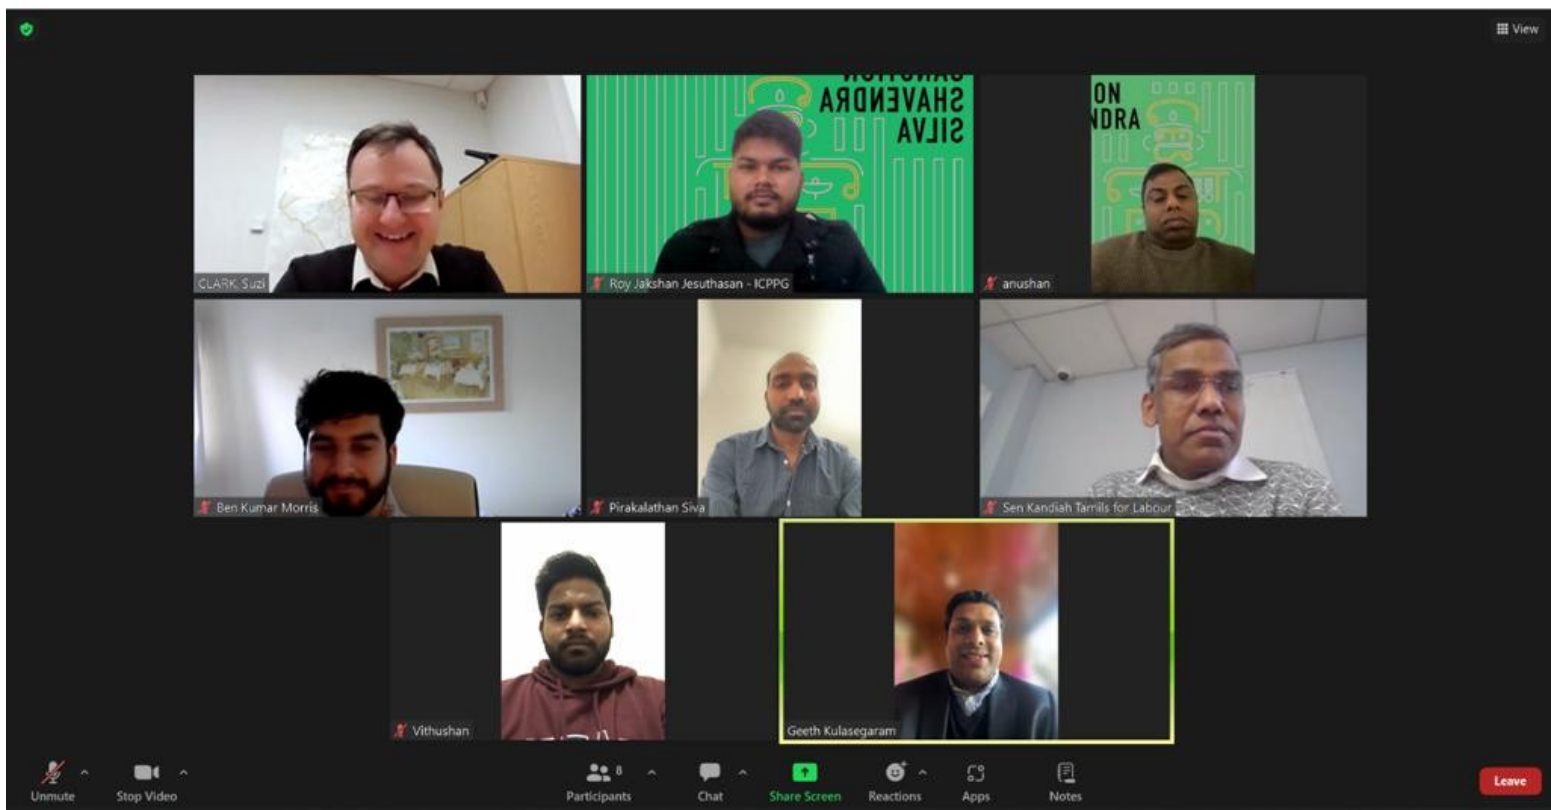 View
SANCTION
SHAVENDRA
SILVA
ON
NDRA
CLARK, Suzi
Roy Jakshan Jesuthasan - ICPPG
anushan
Ben Kumar Morris
Pirakalathan Siva
Sen Kandiah Tamils for Labour
Vithushan
Geeth Kulasegaram
Unmute
Stop Video
8
Participants
Chat
Share Screen
Reactions
Apps
Notes
Leave